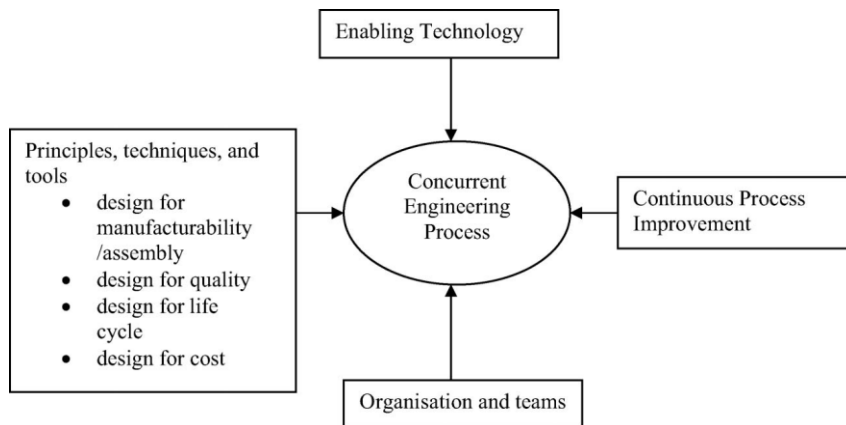 Enabling Technology
Principles, techniques, and
tools
• design for
manufacturability
/assembly
• design for quality
• design for life
cycle
• design for cost
Concurrent
Engineering
Process
Continuous Process
Improvement
Organisation and teams